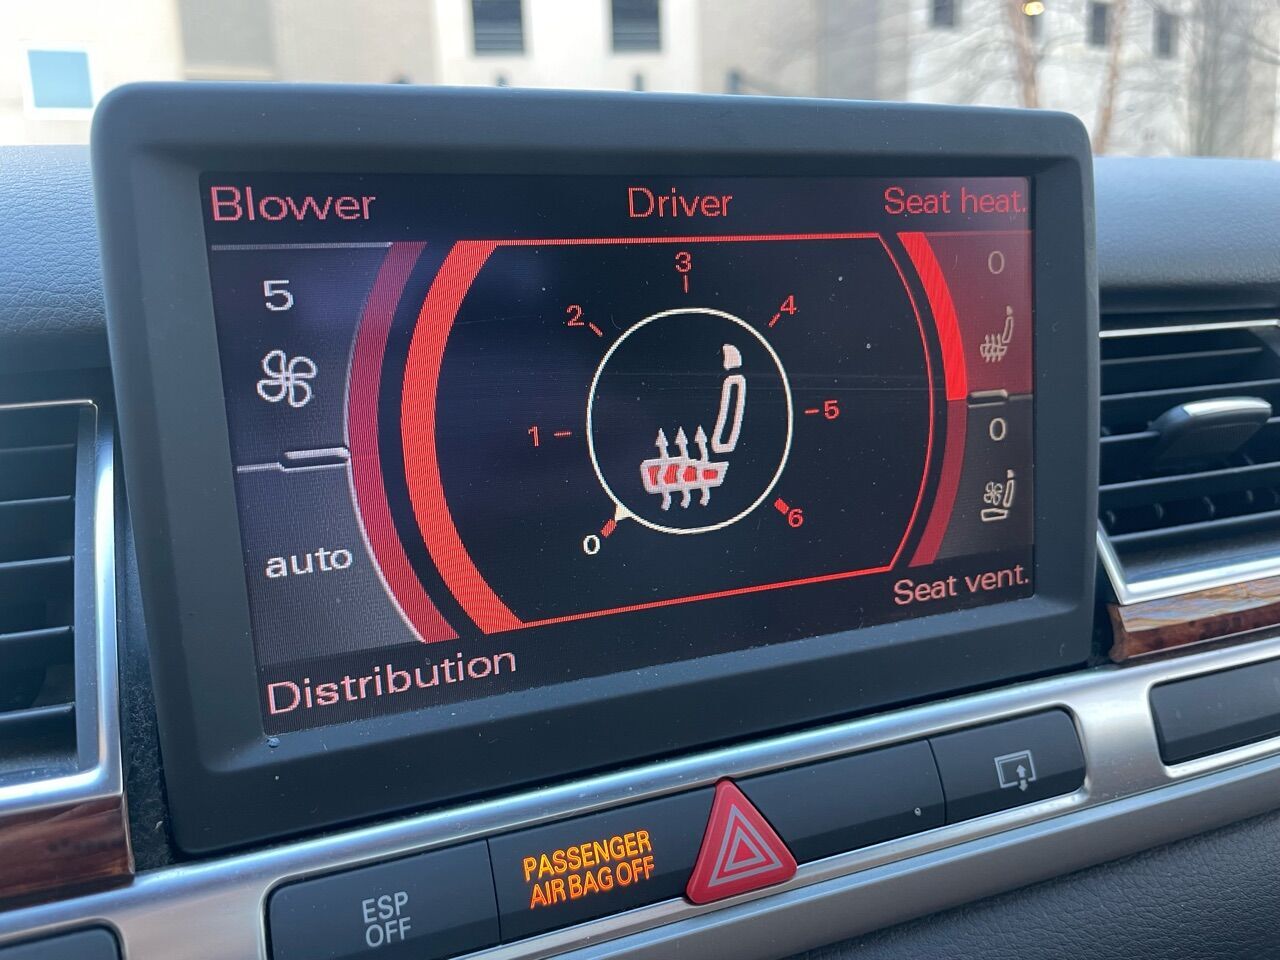 Blower
Driver
Seat heat.
5
3
2
4
0
1
5
0
auto
0
6
Seat vent.
Distribution
PASSENGER
AIR BAG OFF
ESP
OFF